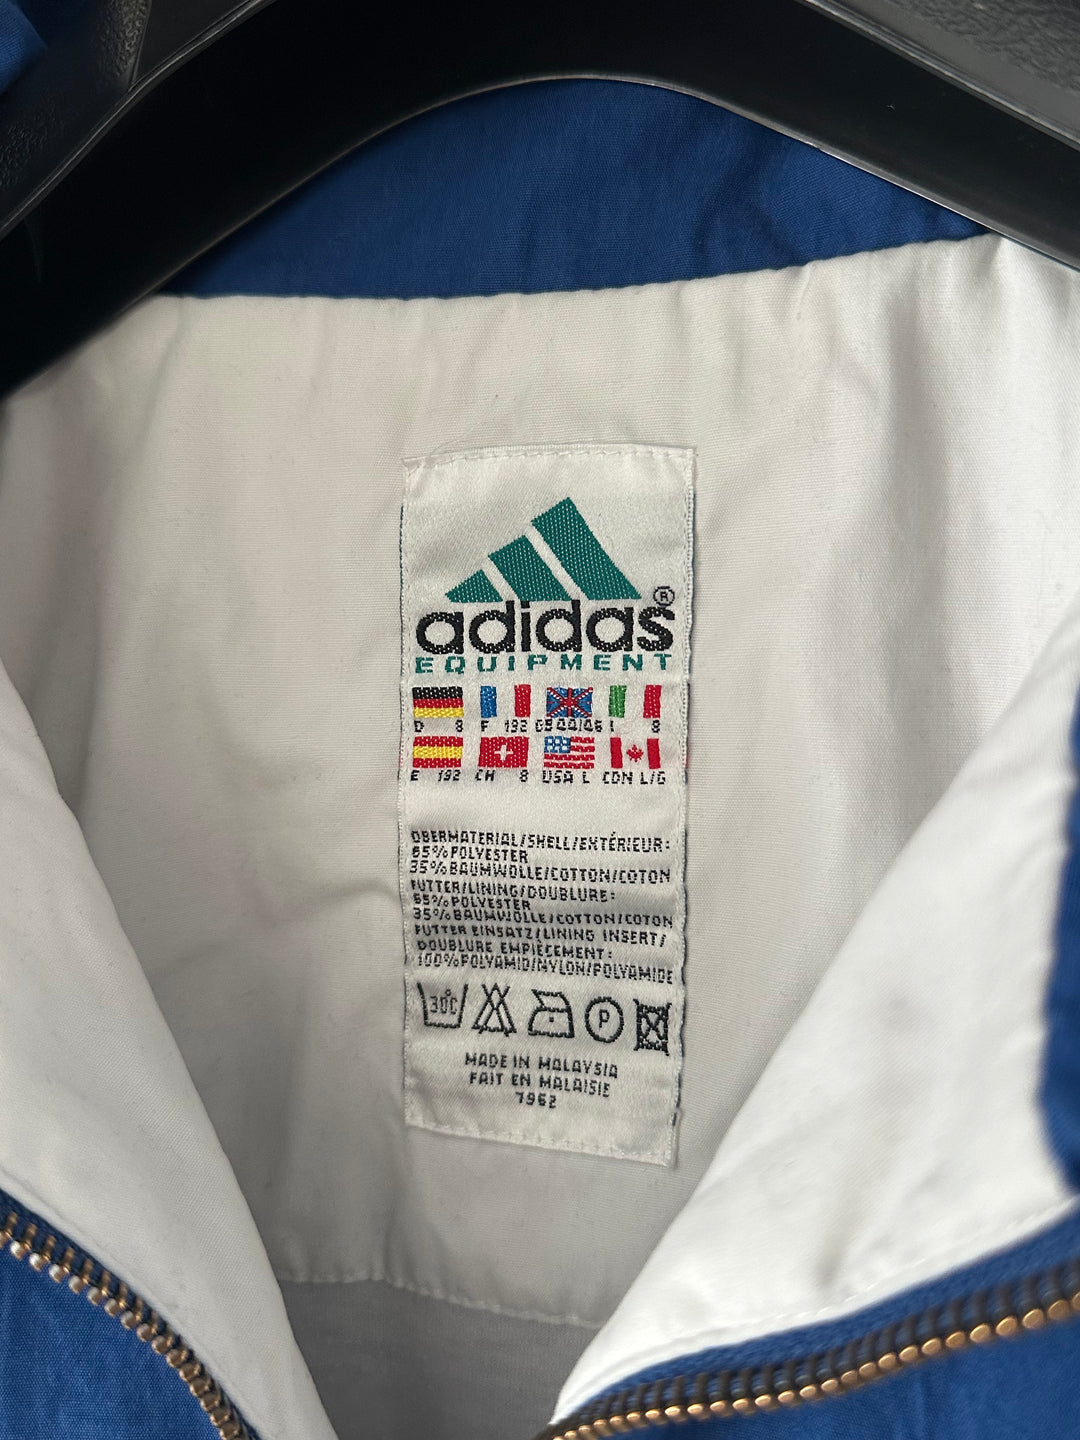 adidas®
EQUIPMENT
D 8 F 192 GB 44/46 I 8
E 192 CH 8 USA L CDN L/G
OBERMATERIAL/SHELL/EXTÉRIEUR:
65% POLYESTER
35% BAUMWOLLE/COTTON/COTON
FUTTER/LINING/DOUBLURE:
65% POLYESTER
35% BAUMWOLLE/COTTON/COTON
FUTTER EINSATZ/LINING INSERT/
DOUBLURE EMPIÈCEMENT:
100% POLYAMID/NYLON/POLYAMIDE
30°C P
MADE IN MALAYSIA
FAIT EN MALAISIE
7962